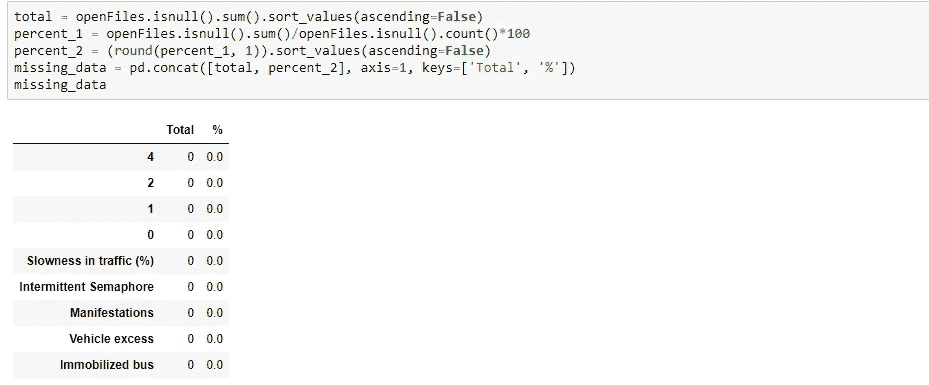 total = openFiles.isnull().sum().sort_values(ascending=False)
percent_1 = openFiles.isnull().sum()/openFiles.isnull().count()*100
percent_2 = (round(percent_1, 1)).sort_values(ascending=False)
missing_data = pd.concat([total, percent_2], axis=1, keys=['Total', '%'])
missing_data
Total %
4 0 0.0
2 0 0.0
1 0 0.0
0 0 0.0
Slowness in traffic (%) 0 0.0
Intermittent Semaphore 0 0.0
Manifestations 0 0.0
Vehicle excess 0 0.0
Immobilized bus 0 0.0